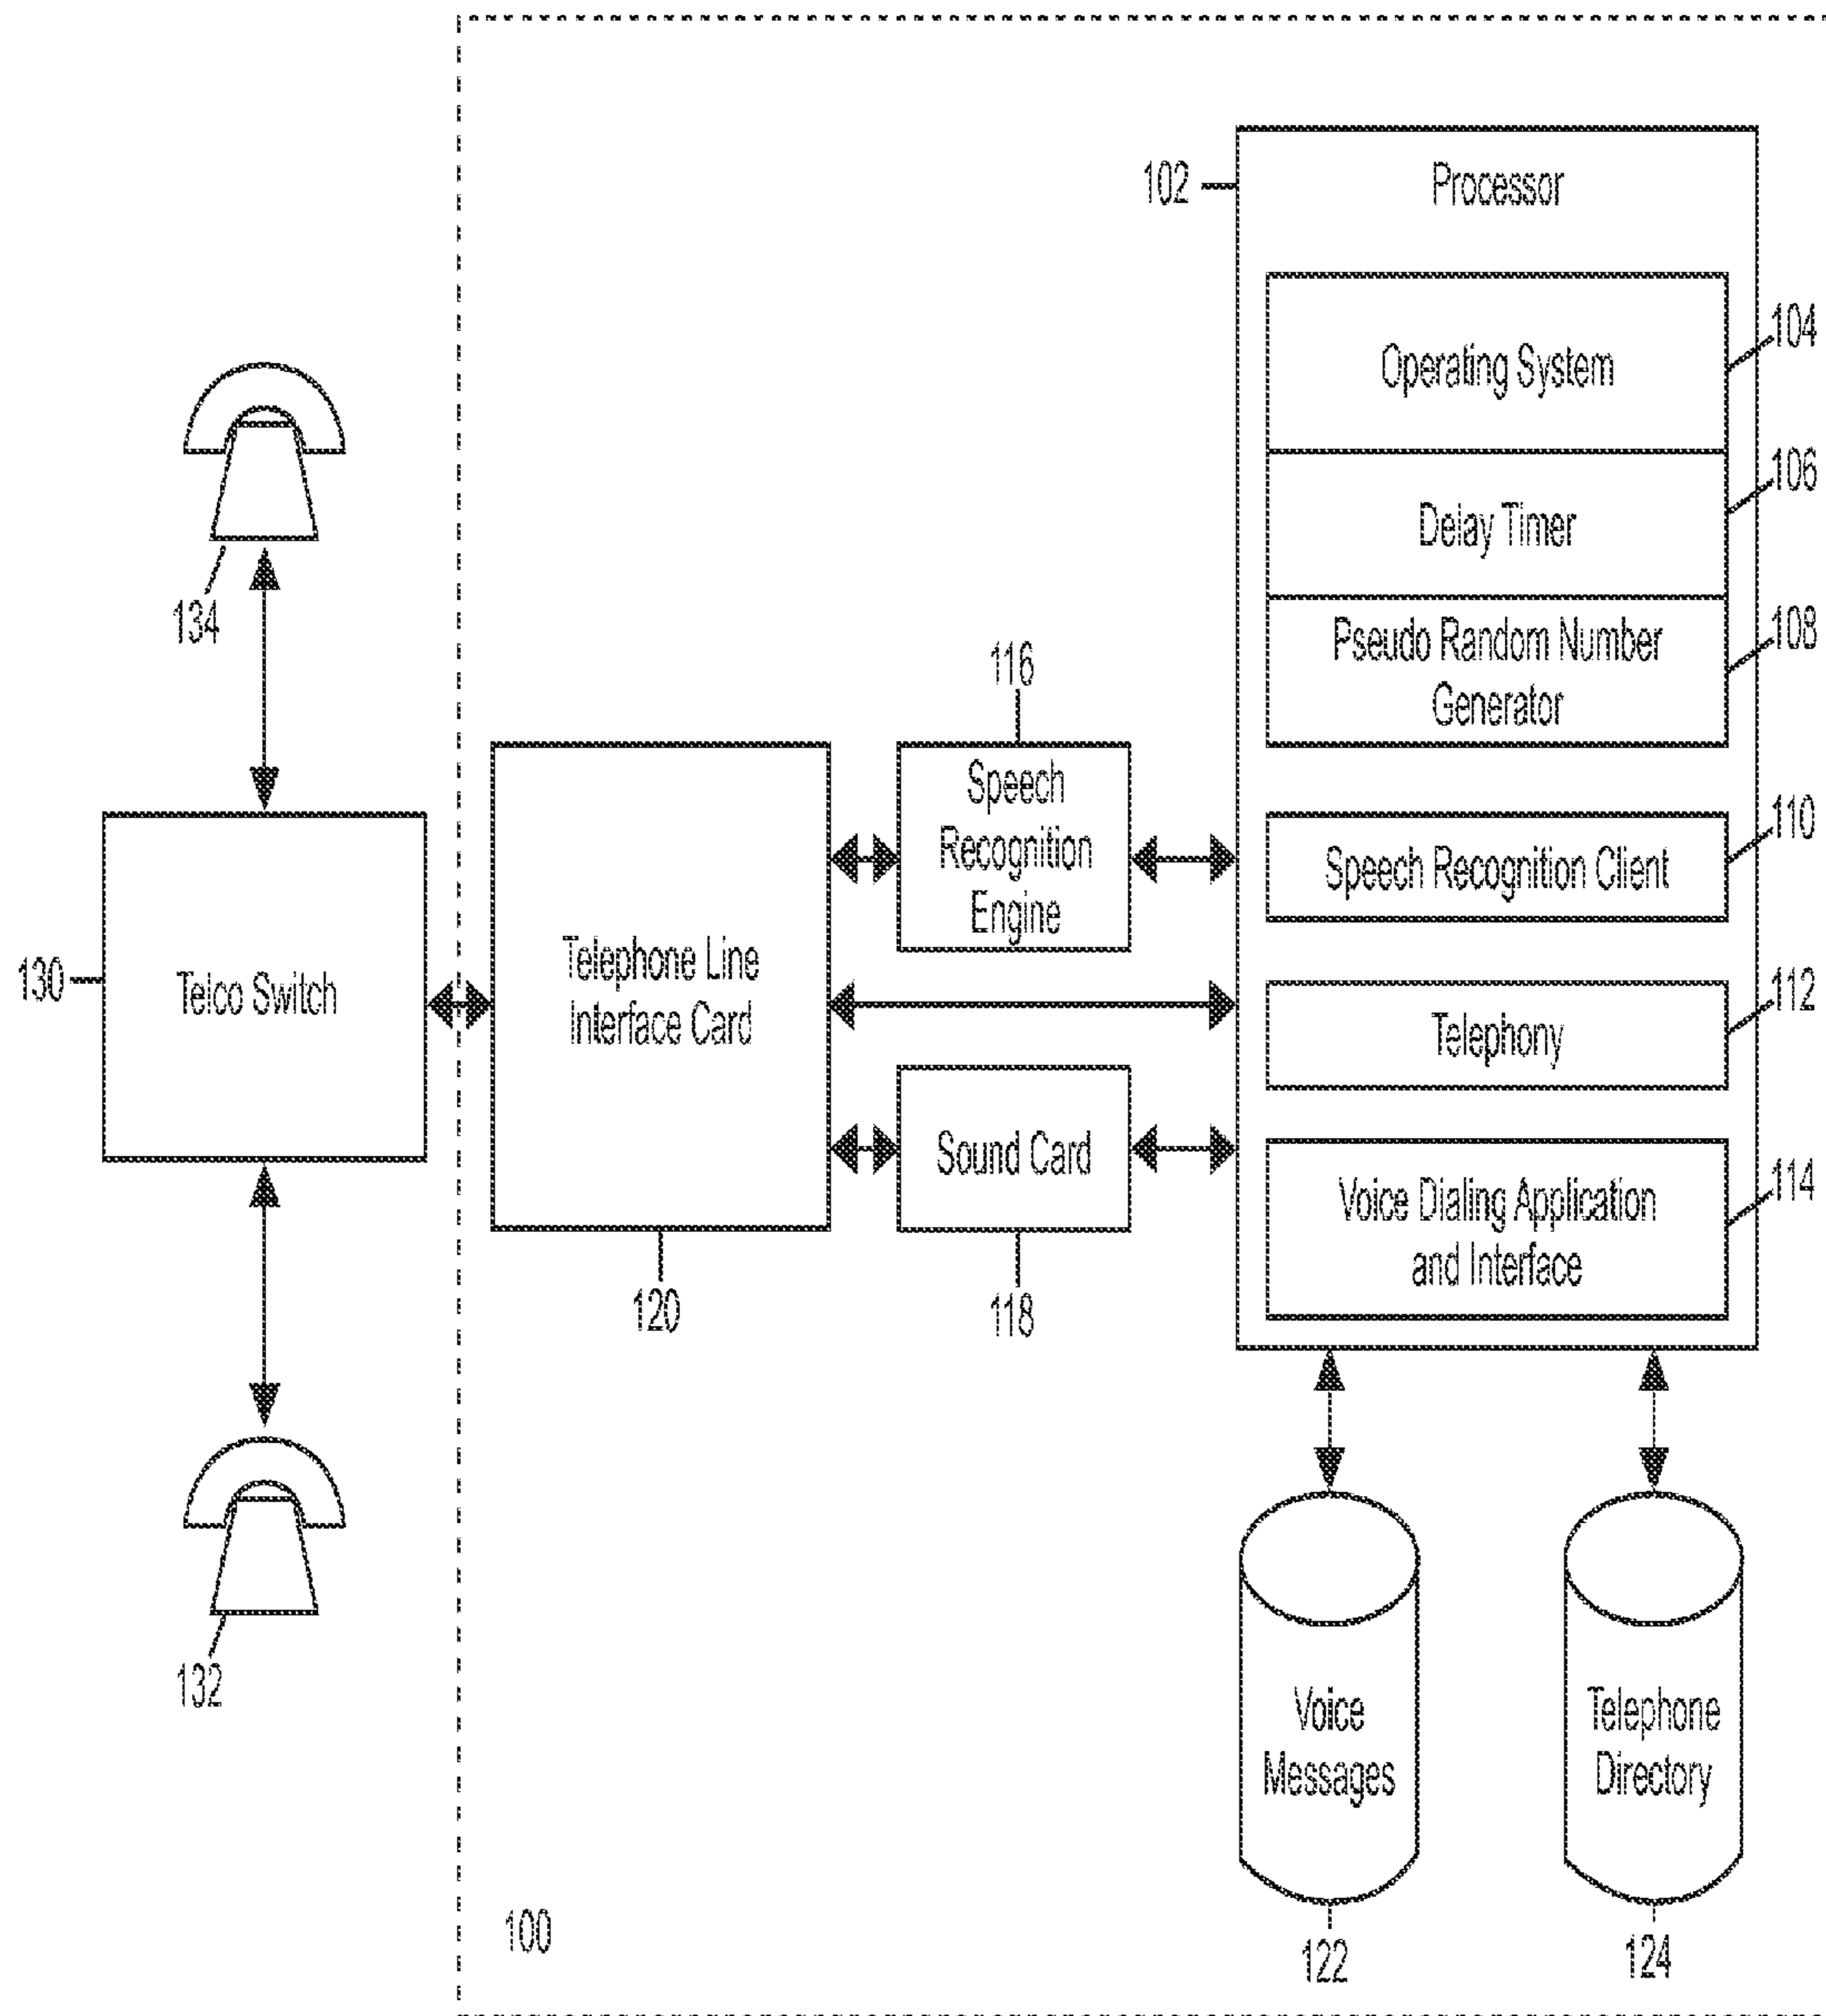 102
Processor
104
Operating System
106
Delay Timer
134
108
Pseudo Random Number
Generator
116
Speech
Recognition
Engine
110
Speech Recognition Client
130
Telco Switch
Telephone Line
Interface Card
112
Telephony
Sound Card
114
Voice Dialing Application
and Interface
120
118
132
Voice
Messages
Telephone
Directory
100
122
124